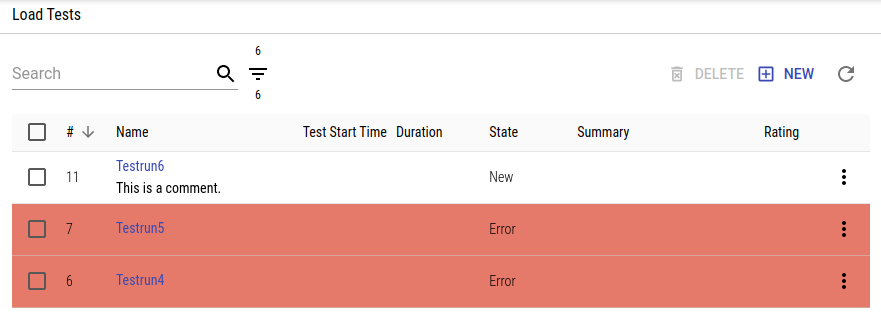 Load Tests
6
Search
6
DELETE
NEW
# Name Test Start Time Duration State Summary Rating
11 Testrun6 New
This is a comment.
7 Testrun5 Error
6 Testrun4 Error